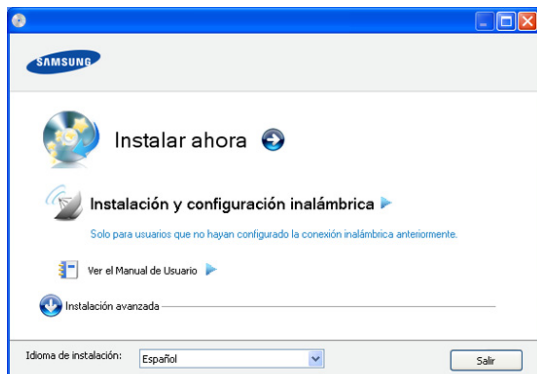 SAMSUNG
Instalar ahora
Instalación y configuración inalámbrica
Solo para usuarios que no hayan configurado la conexión inalámbrica anteriormente.
Ver el Manual de Usuario
Instalación avanzada
Idioma de instalación: Español Salir